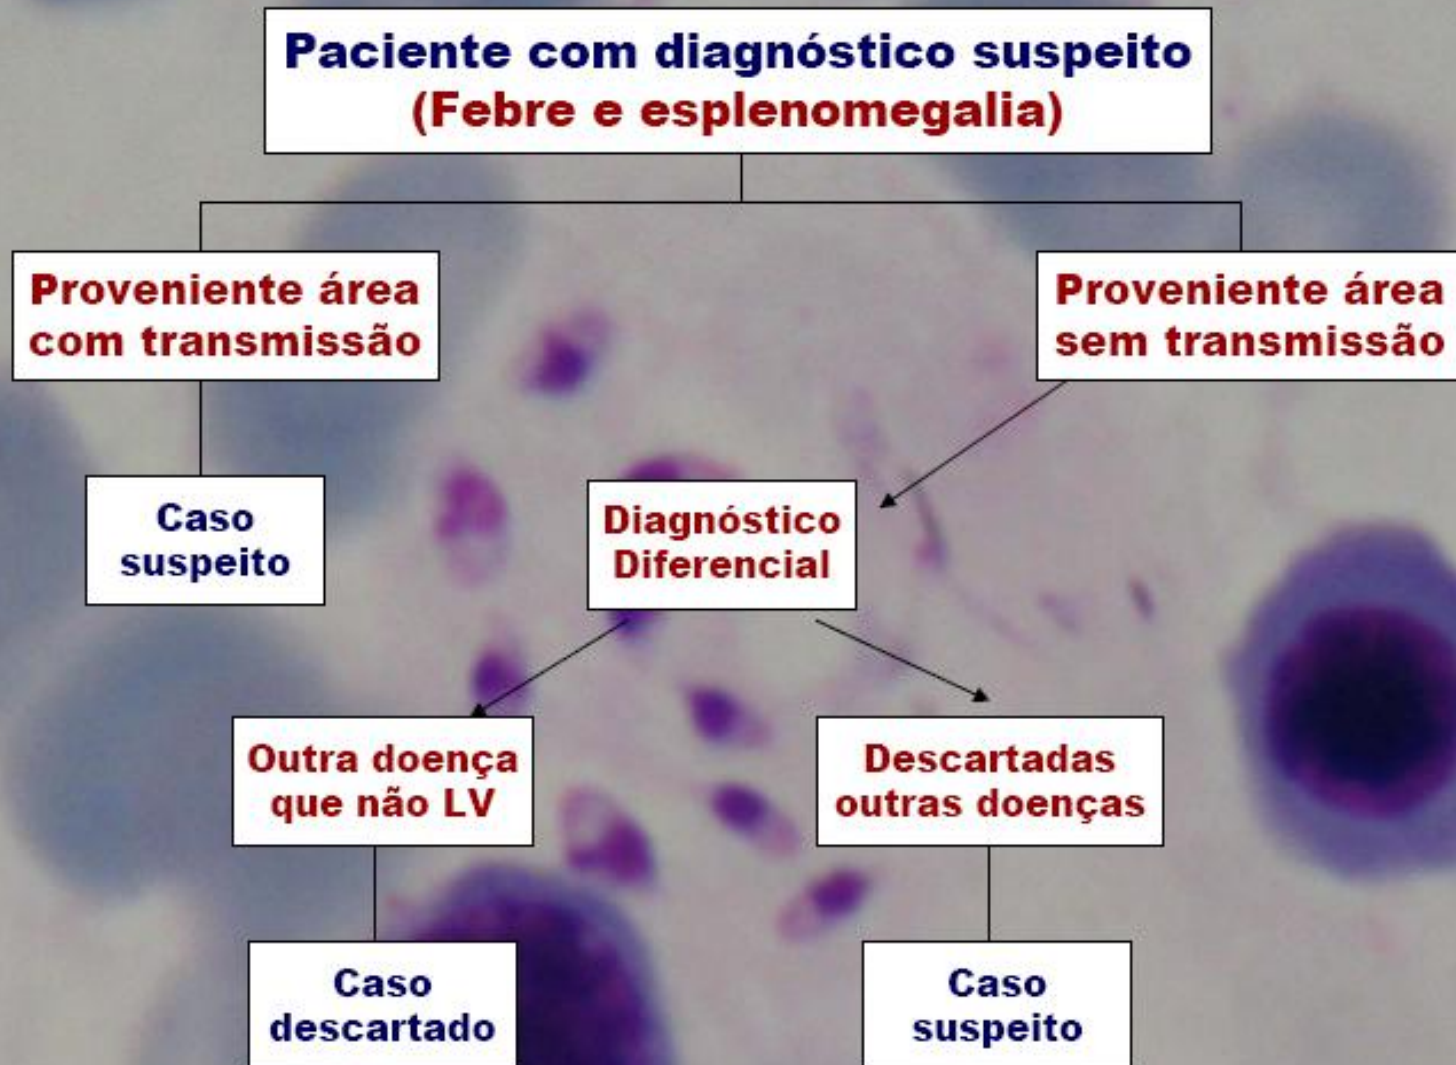 Paciente com diagnóstico suspeito
(Febre e esplenomegalia)
Proveniente área
com transmissão
Proveniente área
sem transmissão
Caso
suspeito
Diagnóstico
Diferencial
Outra doença
que não LV
Descartadas
outras doenças
Caso
descartado
Caso
suspeito